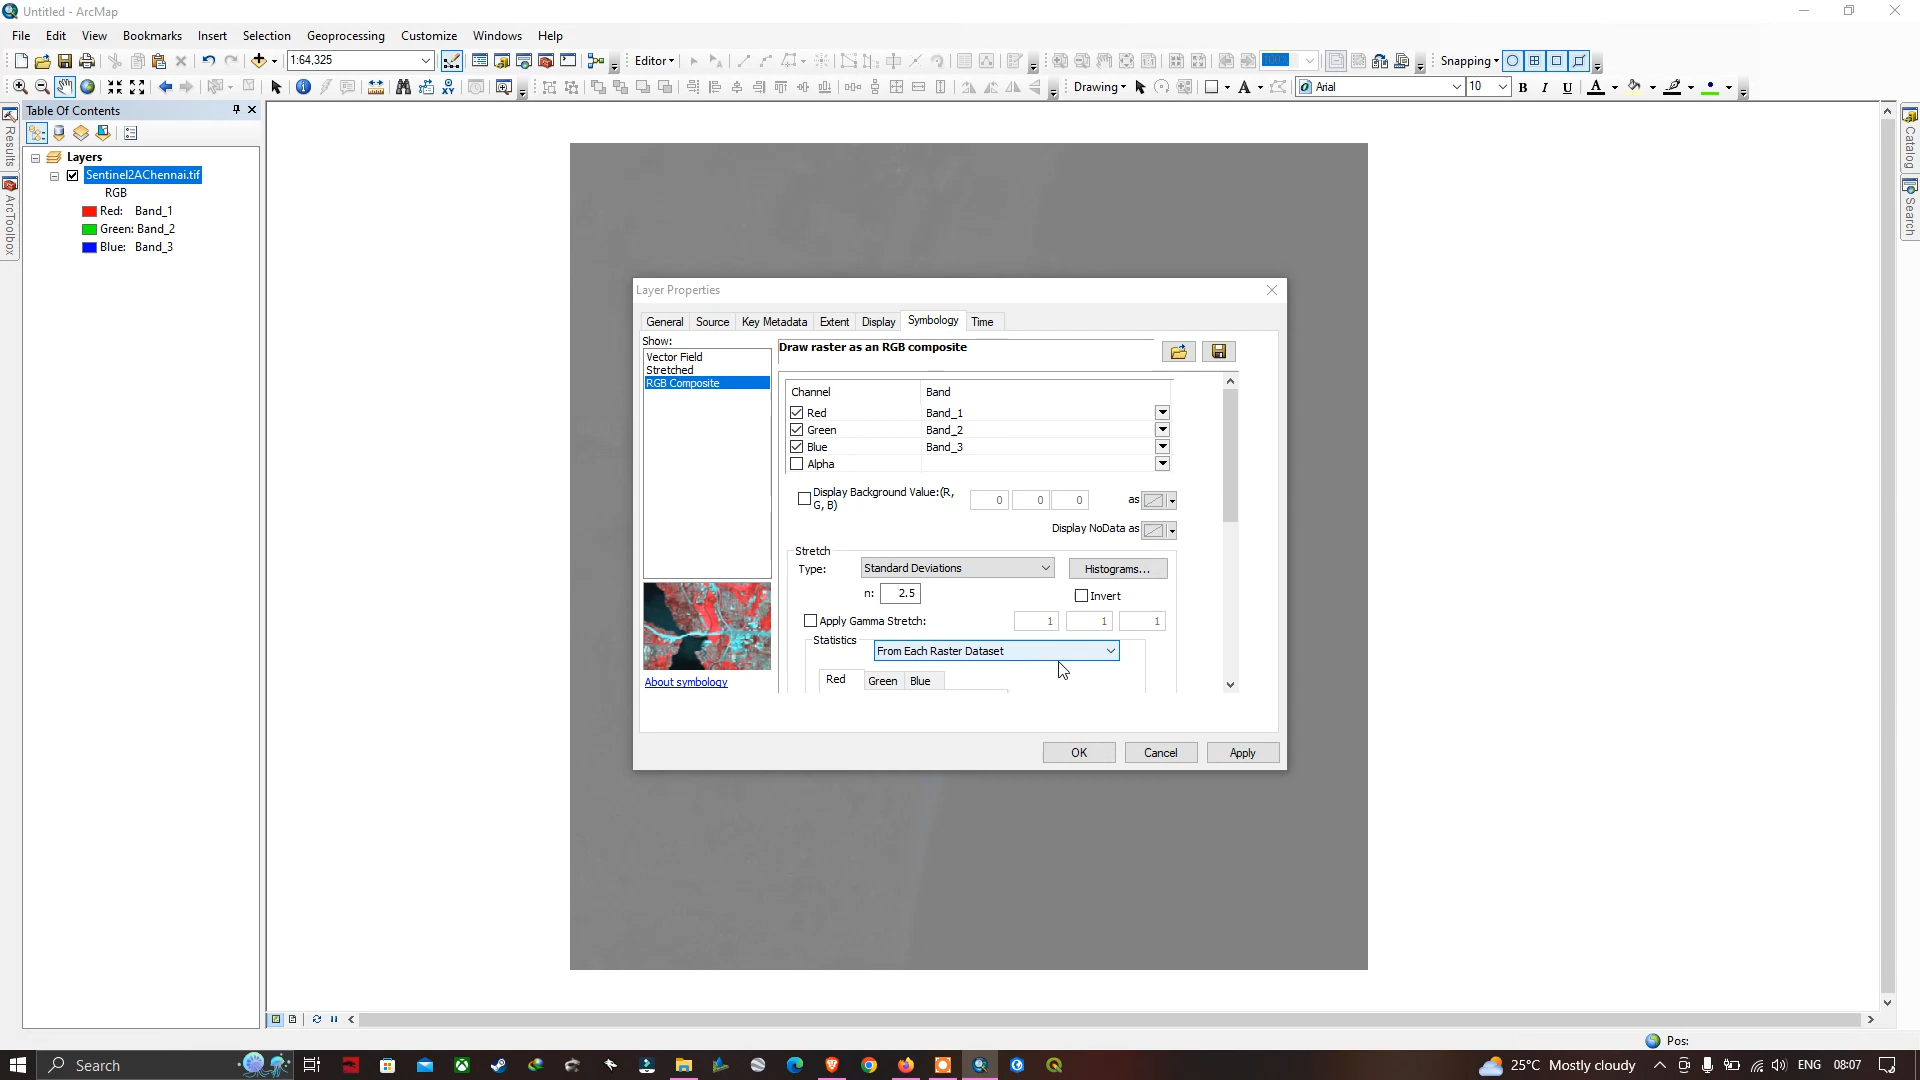 Untitled - ArcMap
File Edit View Bookmarks Insert Selection Geoprocessing Customize Windows Help
1:64,325 Editor 100% Snapping
Drawing A Arial 10 B I U A
Table Of Contents
Results
ArcToolbox
Catalog
Search
Layers
Sentinel2AChennai.tif
RGB
Red: Band_1
Green: Band_2
Blue: Band_3
Layer Properties
General Source Key Metadata Extent Display Symbology Time
Show:
Vector Field
Stretched
RGB Composite
About symbology
Draw raster as an RGB composite
Channel Band
Red Band_1
Green Band_2
Blue Band_3
Alpha
Display Background Value:(R, G, B) 0 0 0 as
Display NoData as
Stretch
Type: Standard Deviations Histograms...
n: 2.5 Invert
Apply Gamma Stretch: 1 1 1
Statistics From Each Raster Dataset
Red Green Blue
OK Cancel Apply
Pos:
Search 25°C Mostly cloudy ENG 08:07